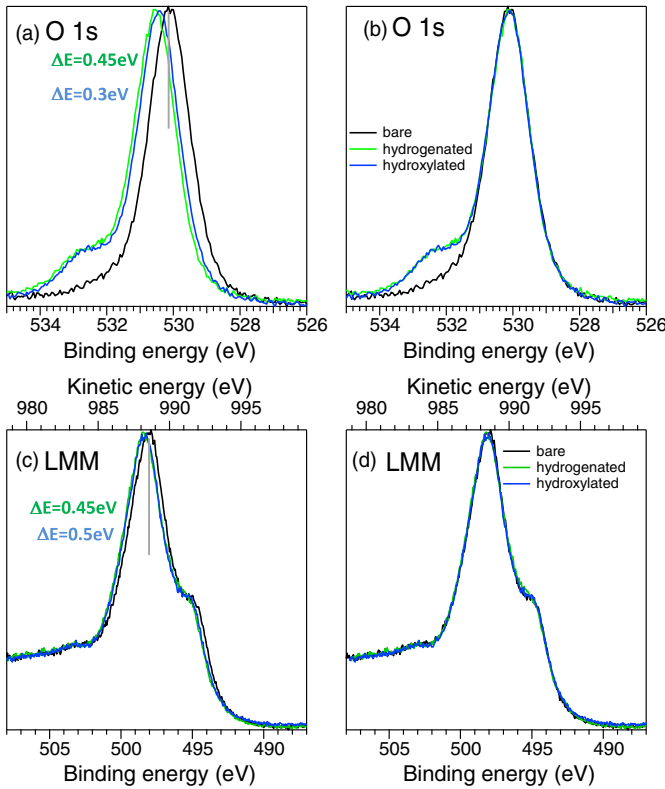 (a) O 1s
ΔE=0.45eV
ΔE=0.3eV
534 532 530 528 526
Binding energy (eV)
(b) O 1s
bare
hydrogenated
hydroxylated
534 532 530 528 526
Binding energy (eV)
Kinetic energy (eV)
980 985 990 995
(c) LMM
ΔE=0.45eV
ΔE=0.5eV
505 500 495 490
Binding energy (eV)
Kinetic energy (eV)
980 985 990 995
(d) LMM
bare
hydrogenated
hydroxylated
505 500 495 490
Binding energy (eV)